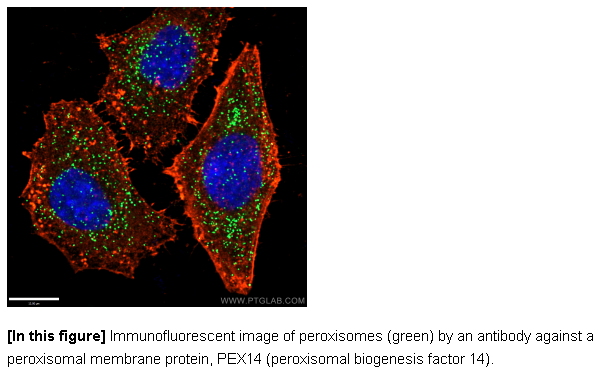 WWW.PTGLAB.COM
[In this figure] Immunofluorescent image of peroxisomes (green) by an antibody against a
peroxisomal membrane protein, PEX14 (peroxisomal biogenesis factor 14).